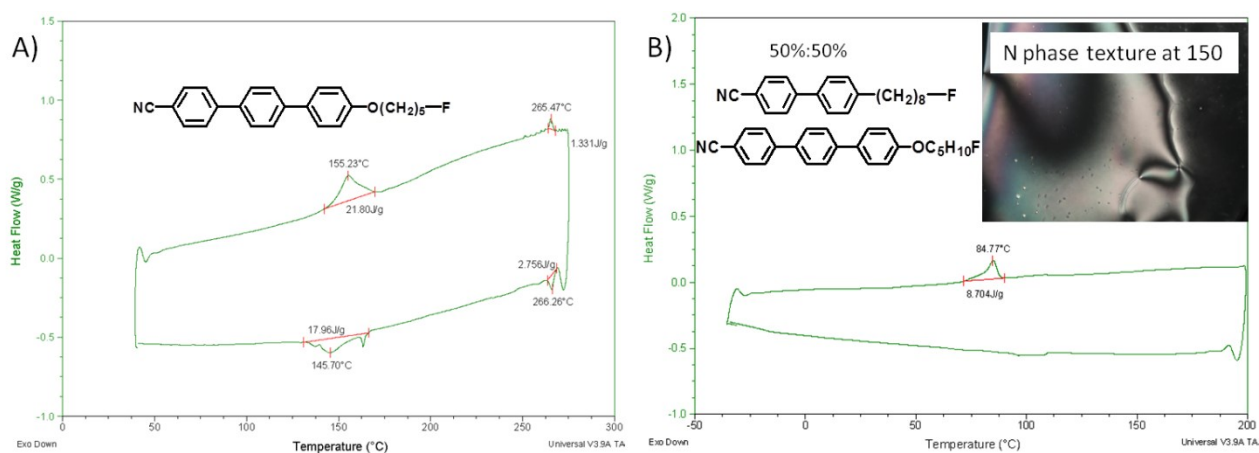 A)
1.5
1.0
0.5
0.0
-0.5
-1.0
Heat Flow (W/g)
NC
O(CH₂)₅—F
155.23°C
21.80J/g
265.47°C
1.331J/g
2.756J/g
266.26°C
17.96J/g
145.70°C
0
50
100
150
200
250
300
Exo Down
Temperature (°C)
Universal V3.9A TA
B)
2.0
1.5
1.0
0.5
0.0
-0.5
-1.0
Heat Flow (W/g)
50%:50%
NC
(CH₂)₈—F
NC
OC₅H₁₀F
N phase texture at 150
84.77°C
8.704J/g
-50
0
50
100
150
200
Exo Down
Temperature (°C)
Universal V3.9A TA